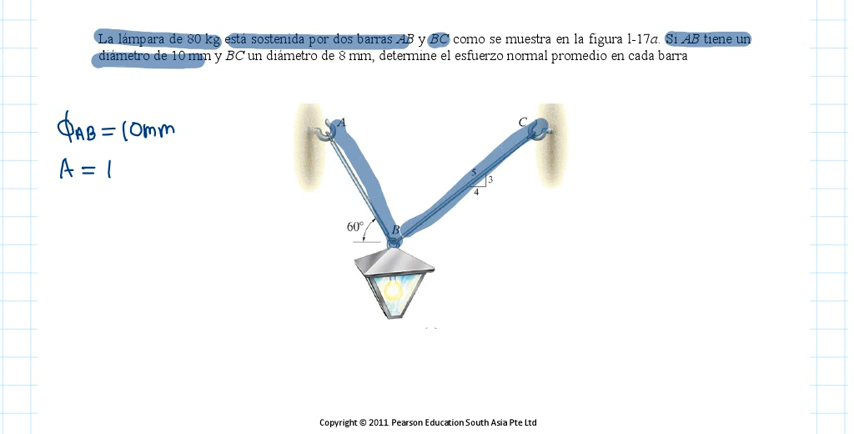 La lámpara de 80 kg está sostenida por dos barras AB y BC como se muestra en la figura 1-17a. Si AB tiene un
diámetro de 10 mm y BC un diámetro de 8 mm, determine el esfuerzo normal promedio en cada barra
ϕAB = 10mm
A = 1
A
C
5
3
4
60°
B
Copyright © 2011 Pearson Education South Asia Pte Ltd